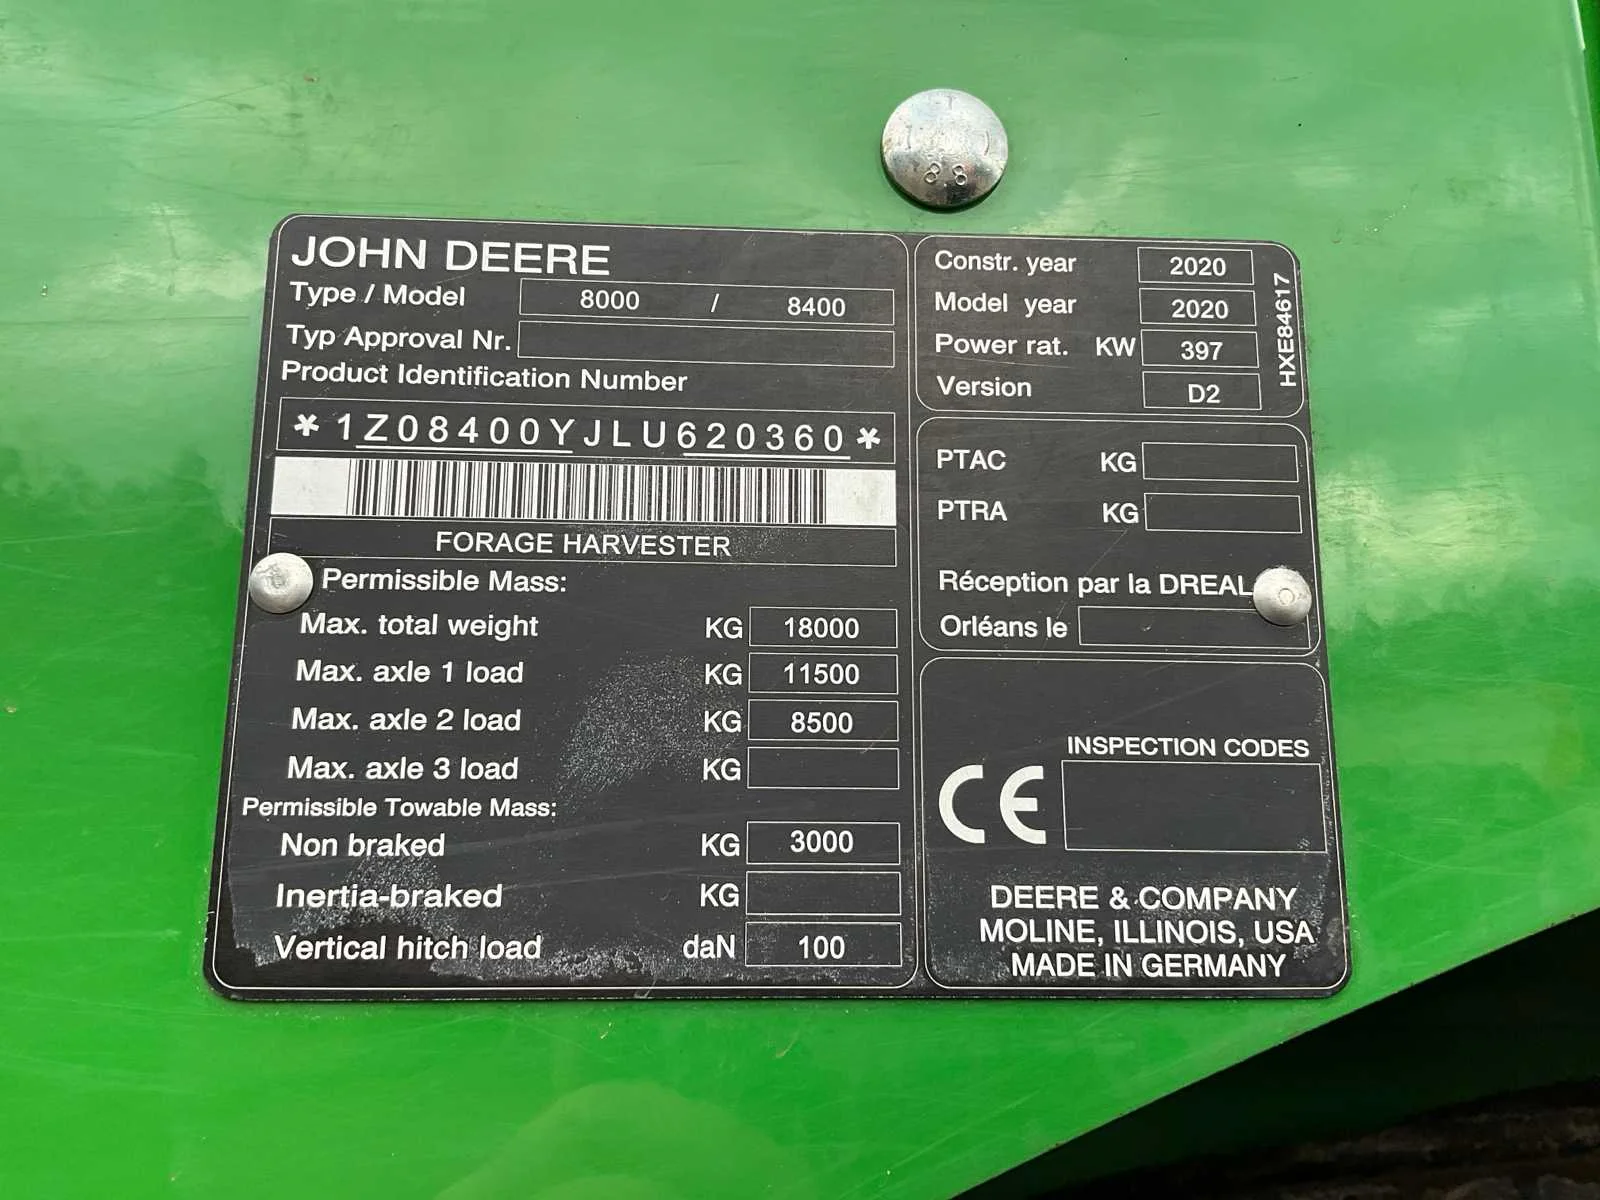 JOHN DEERE
Type / Model 8000 / 8400
Typ Approval Nr.
Product Identification Number
*1Z08400YJLU620360*
FORAGE HARVESTER
Permissible Mass:
Max. total weight KG 18000
Max. axle 1 load KG 11500
Max. axle 2 load KG 8500
Max. axle 3 load KG
Permissible Towable Mass:
Non braked KG 3000
Inertia-braked KG
Vertical hitch load daN 100
Constr. year 2020
Model year 2020
Power rat. KW 397
Version D2
HXE84617
PTAC KG
PTRA KG
Réception par la DREAL
Orléans le
INSPECTION CODES
CE
DEERE & COMPANY
MOLINE, ILLINOIS, USA
MADE IN GERMANY
88